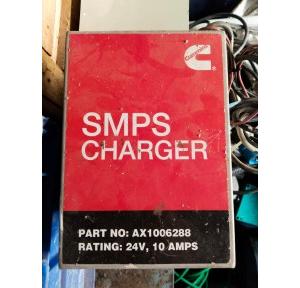 Cummins
SMPS
CHARGER
PART NO: AX1006288
RATING: 24V, 10 AMPS